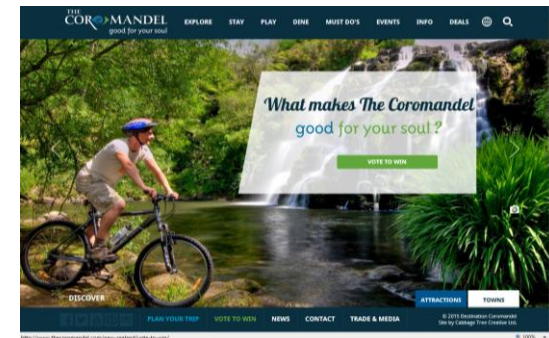 THE
COROMANDEL
good for your soul
EXPLORE STAY PLAY DINE MUST DO'S EVENTS INFO DEALS
What makes The Coromandel
good for your soul?
VOTE TO WIN
DISCOVER
ATTRACTIONS TOWNS
PLAN YOUR TRIP VOTE TO WIN NEWS CONTACT TRADE & MEDIA
© 2015 Destination Coromandel
Site by Cabbage Tree Creative Ltd.
100%